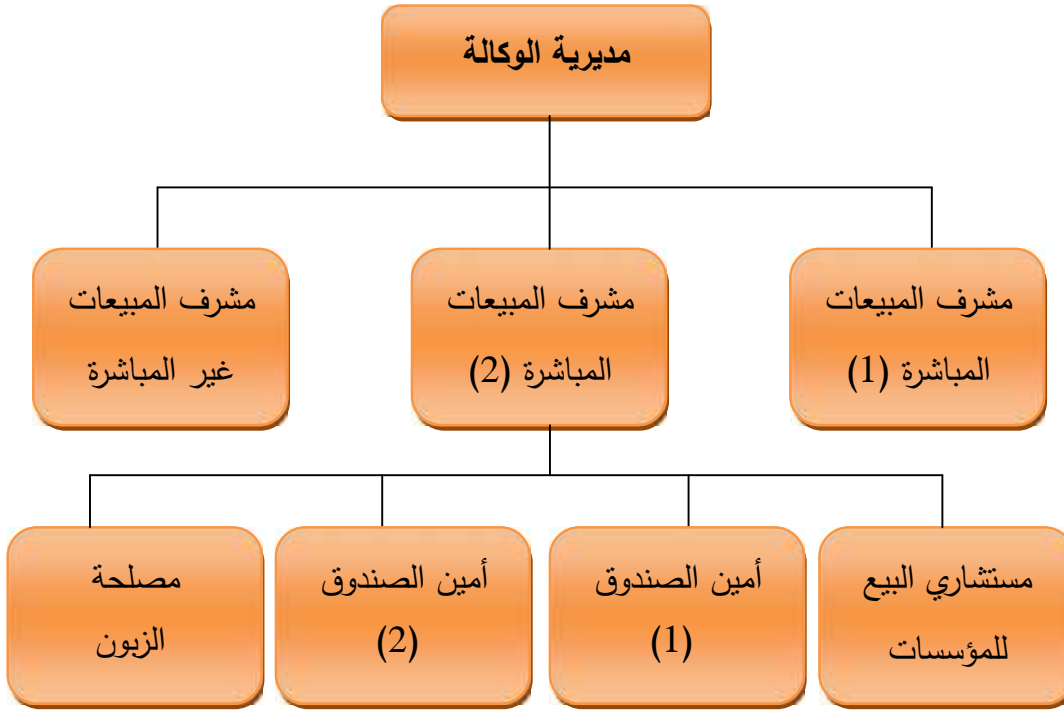 مديرية الوكالة
مشرف المبيعات
المباشرة (1)
مشرف المبيعات
المباشرة (2)
مشرف المبيعات
غير المباشرة
مستشاري البيع
للمؤسسات
أمين الصندوق
(1)
أمين الصندوق
(2)
مصلحة
الزبون